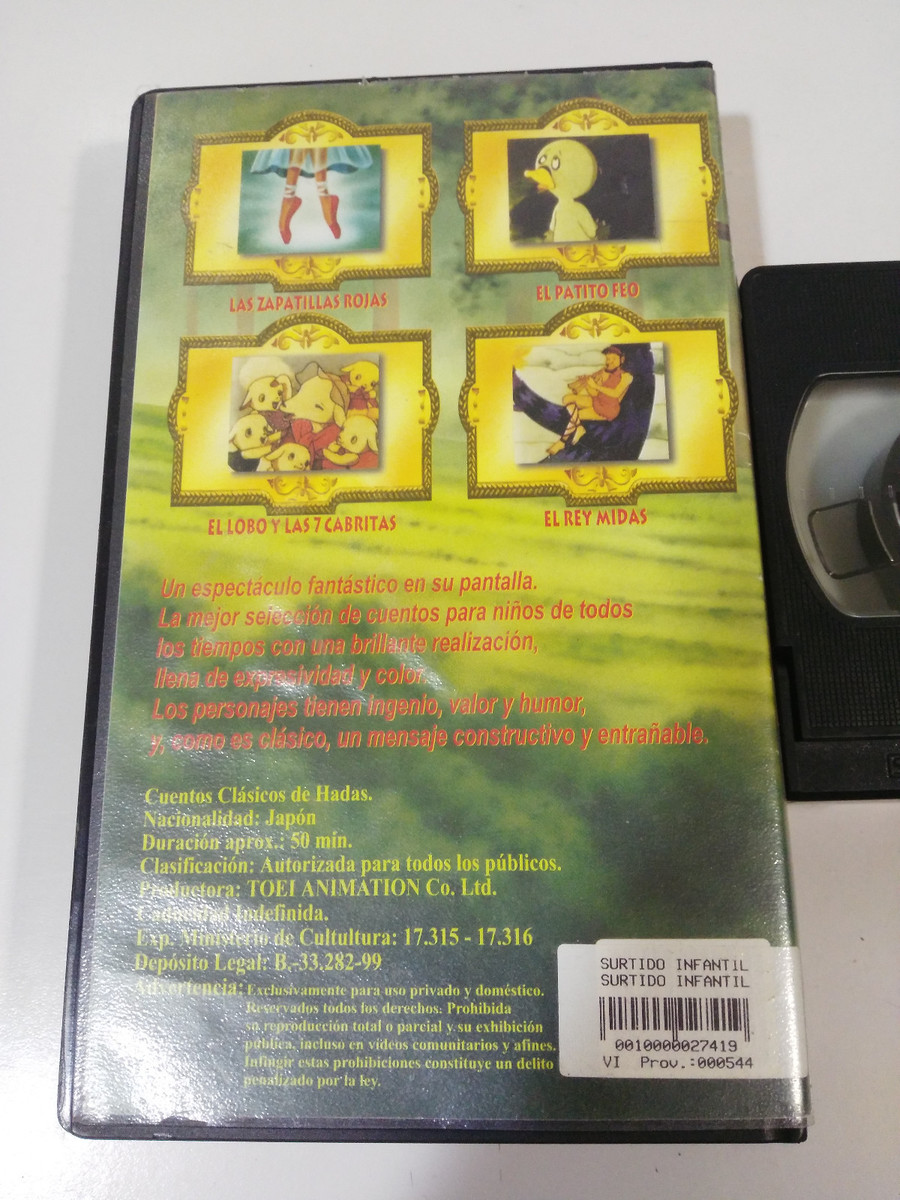 LAS ZAPATILLAS ROJAS
EL PATITO FEO
EL LOBO Y LAS 7 CABRITAS
EL REY MIDAS
Un espectáculo fantástico en su pantalla.
La mejor selección de cuentos para niños de todos
los tiempos con una brillante realización,
llena de expresividad y color.
Los personajes tienen ingenio, valor y humor,
y, como es clásico, un mensaje constructivo y entrañable.
Cuentos Clásicos de Hadas.
Nacionalidad: Japón
Duración aprox.: 50 min.
Clasificación: Autorizada para todos los públicos.
Productora: TOEI ANIMATION Co. Ltd.
Caducidad Indefinida.
Exp. Ministerio de Cultultura: 17.315 - 17.316
Depósito Legal: B.-33.282-99
Advertencia: Exclusivamente para uso privado y doméstico.
Reservados todos los derechos: Prohibida
su reproducción total o parcial y su exhibición
pública, incluso en vídeos comunitarios y afines.
Infingir estas prohibiciones constituye un delito
penalizado por la ley.
SURTIDO INFANTIL
SURTIDO INFANTIL
0010000027419
VI Prov.:000544